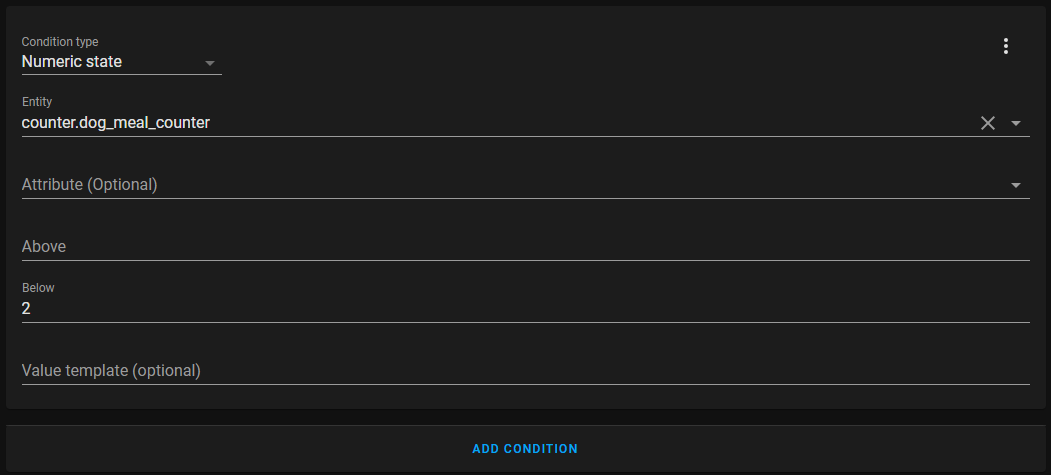 Condition type
Numeric state
Entity
counter.dog_meal_counter
Attribute (Optional)
Above
Below
2
Value template (optional)
ADD CONDITION